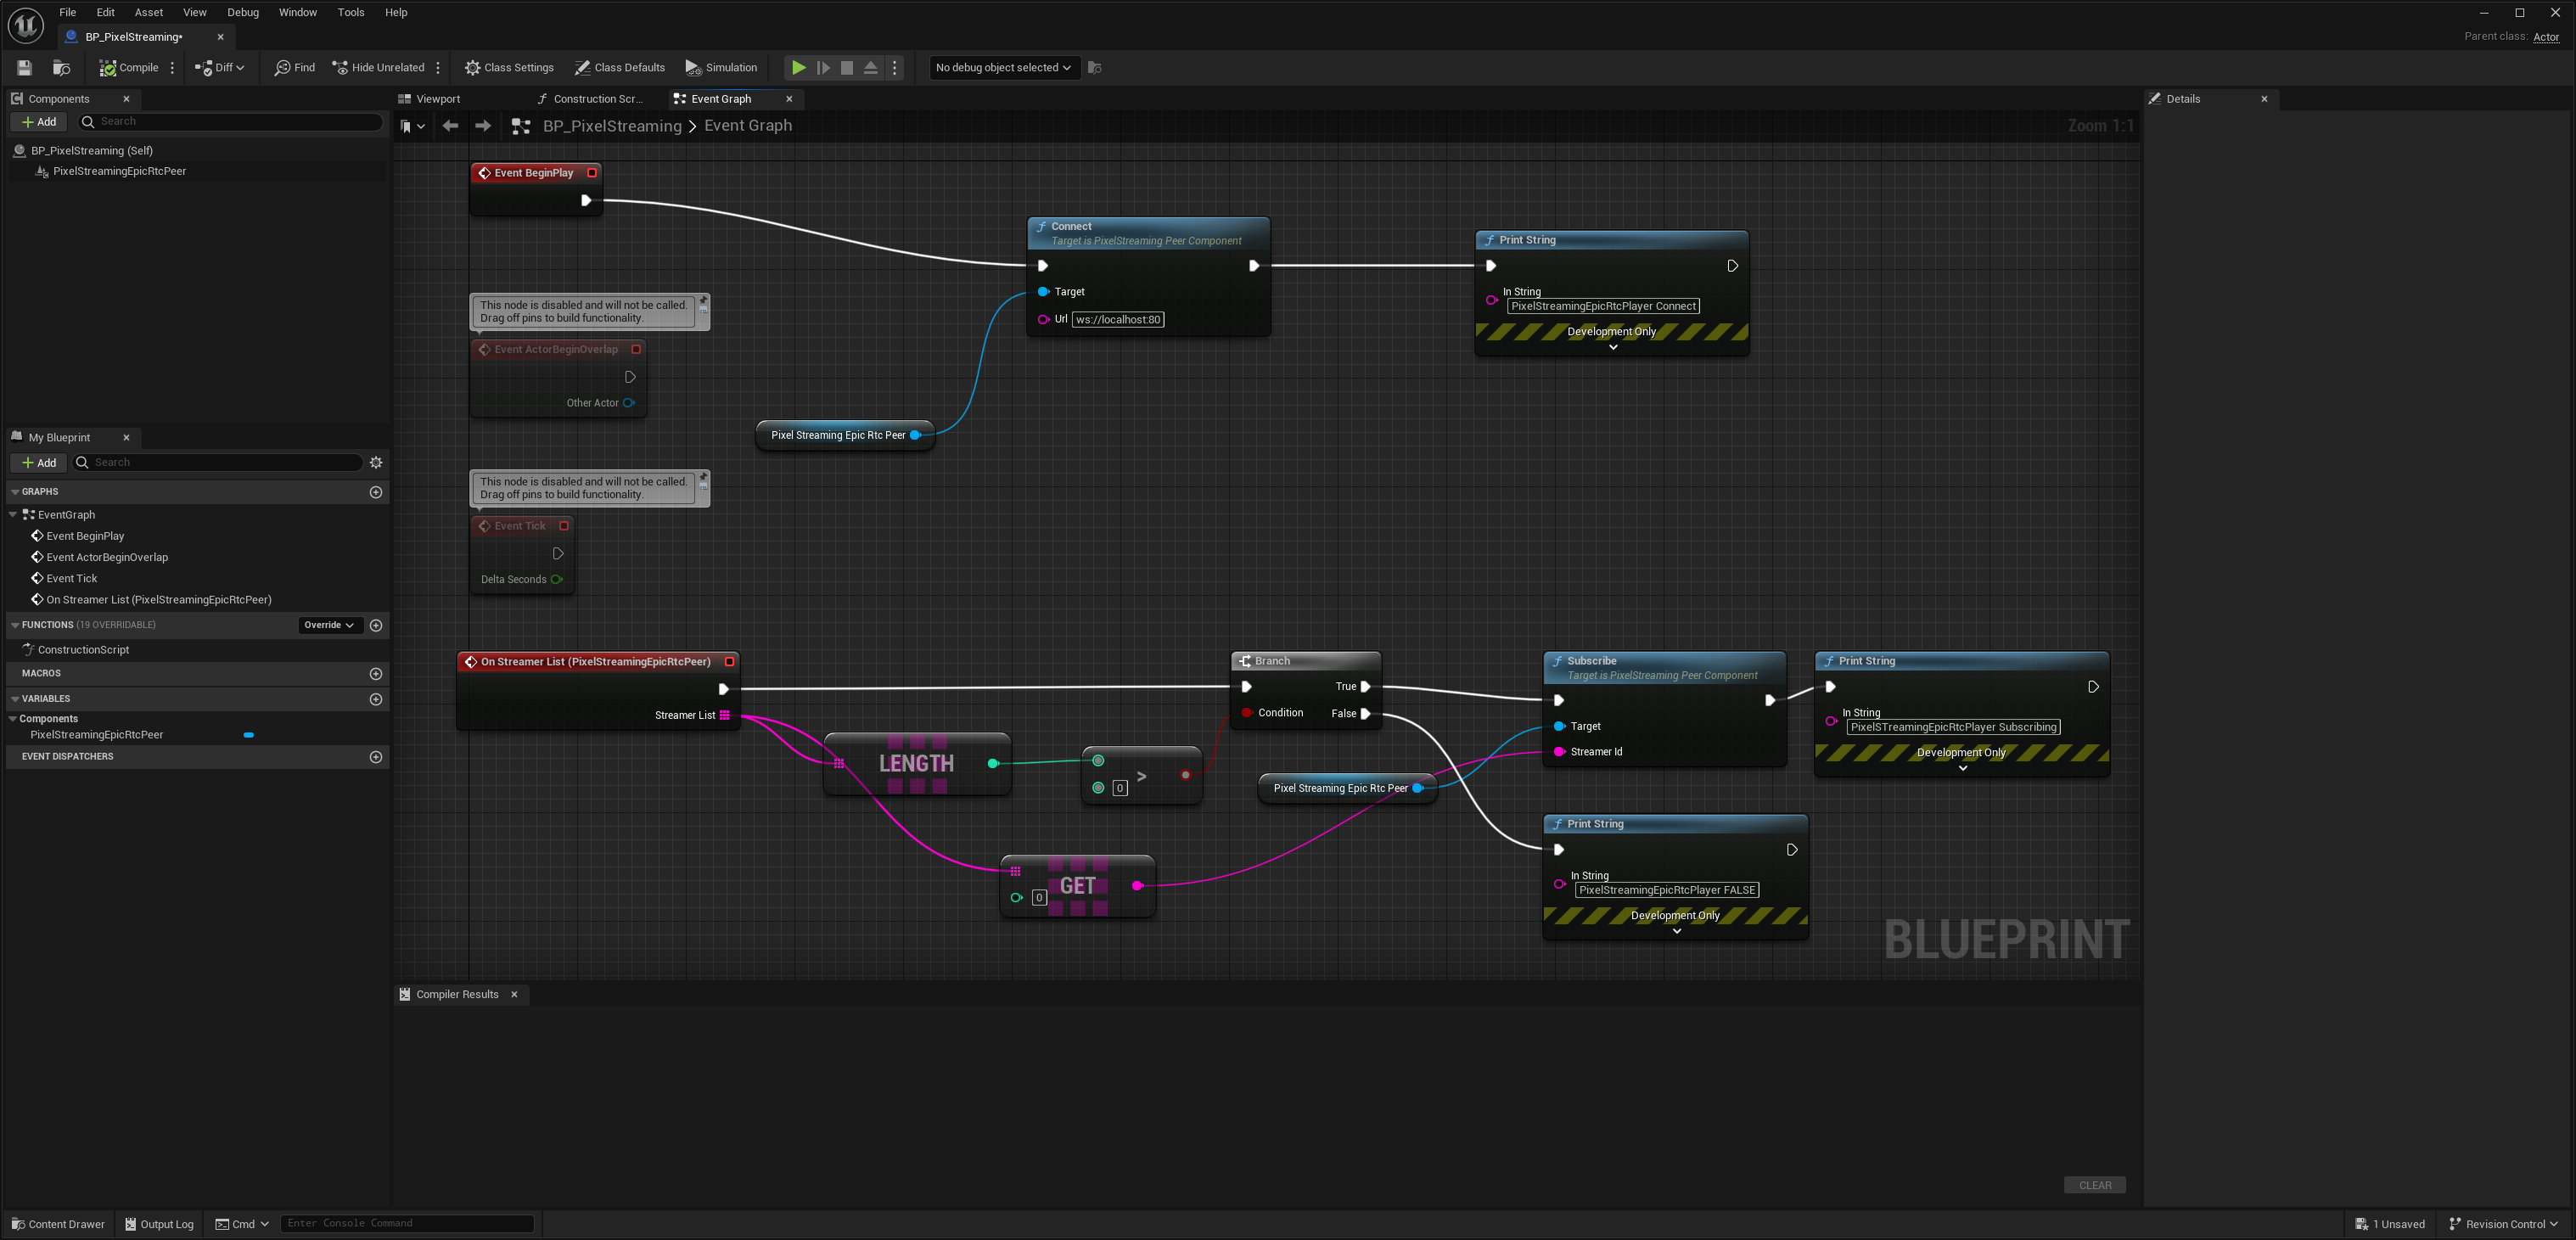 File Edit Asset View Debug Window Tools Help
BP_PixelStreaming*
Parent class: Actor
Compile Diff Find Hide Unrelated Class Settings Class Defaults Simulation No debug object selected
Components
Add Search
BP_PixelStreaming (Self)
PixelStreamingEpicRtcPeer
My Blueprint
Add Search
GRAPHS
EventGraph
Event BeginPlay
Event ActorBeginOverlap
Event Tick
On Streamer List (PixelStreamingEpicRtcPeer)
FUNCTIONS (19 OVERRIDABLE) Override
ConstructionScript
MACROS
VARIABLES
Components
PixelStreamingEpicRtcPeer
EVENT DISPATCHERS
Viewport Construction Scr... Event Graph
BP_PixelStreaming > Event Graph
Zoom 1:1
Event BeginPlay
Connect
Target is PixelStreaming Peer Component
Target
Url ws://localhost:80
Print String
In String
PixelStreamingEpicRtcPlayer Connect
Development Only
This node is disabled and will not be called.
Drag off pins to build functionality.
Event ActorBeginOverlap
Other Actor
Pixel Streaming Epic Rtc Peer
This node is disabled and will not be called.
Drag off pins to build functionality.
Event Tick
Delta Seconds
On Streamer List (PixelStreamingEpicRtcPeer)
Streamer List
LENGTH
> 0
GET
0
Branch
True
Condition False
Pixel Streaming Epic Rtc Peer
Subscribe
Target is PixelStreaming Peer Component
Target
Streamer Id
Print String
In String
PixelSTreamingEpicRtcPlayer Subscribing
Development Only
Print String
In String
PixelStreamingEpicRtcPlayer FALSE
Development Only
BLUEPRINT
Compiler Results
CLEAR
Details
Content Drawer Output Log Cmd Enter Console Command
1 Unsaved Revision Control